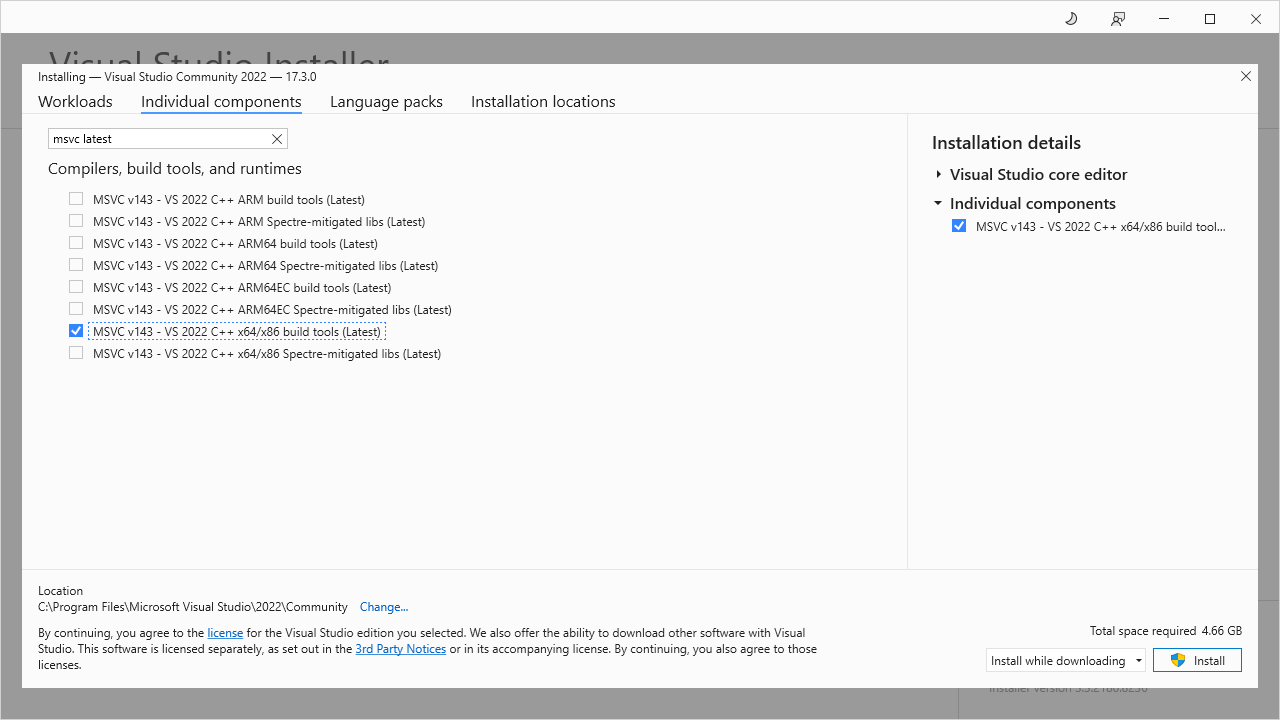 Visual Studio Installer
Installing — Visual Studio Community 2022 — 17.3.0
Workloads
Individual components
Language packs
Installation locations
msvc latest
Compilers, build tools, and runtimes
MSVC v143 - VS 2022 C++ ARM build tools (Latest)
MSVC v143 - VS 2022 C++ ARM Spectre-mitigated libs (Latest)
MSVC v143 - VS 2022 C++ ARM64 build tools (Latest)
MSVC v143 - VS 2022 C++ ARM64 Spectre-mitigated libs (Latest)
MSVC v143 - VS 2022 C++ ARM64EC build tools (Latest)
MSVC v143 - VS 2022 C++ ARM64EC Spectre-mitigated libs (Latest)
MSVC v143 - VS 2022 C++ x64/x86 build tools (Latest)
MSVC v143 - VS 2022 C++ x64/x86 Spectre-mitigated libs (Latest)
Installation details
Visual Studio core editor
Individual components
MSVC v143 - VS 2022 C++ x64/x86 build tool...
Location
C:\Program Files\Microsoft Visual Studio\2022\Community Change...
By continuing, you agree to the license for the Visual Studio edition you selected. We also offer the ability to download other software with Visual
Studio. This software is licensed separately, as set out in the 3rd Party Notices or in its accompanying license. By continuing, you also agree to those
licenses.
Total space required 4.66 GB
Install while downloading
Install
Installer version